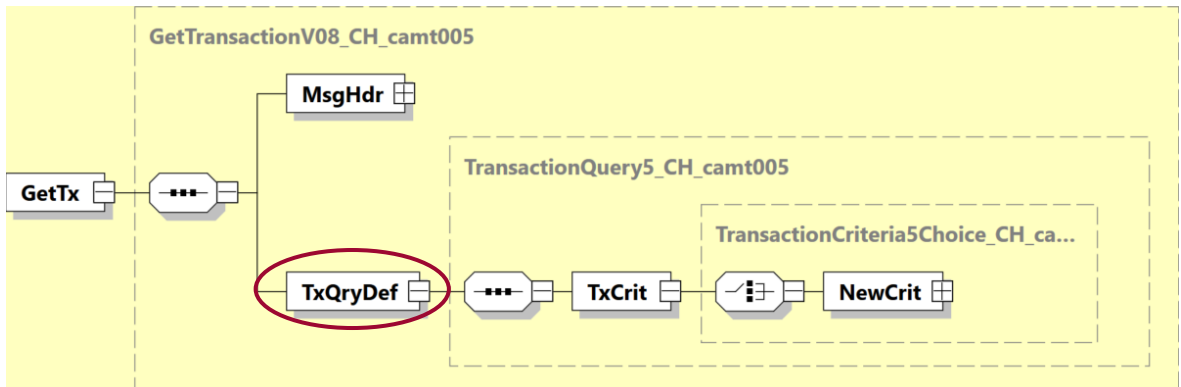 GetTransactionV08_CH_camt005
MsgHdr
TransactionQuery5_CH_camt005
GetTx
TransactionCriteria5Choice_CH_ca...
TxQryDef
TxCrit
NewCrit